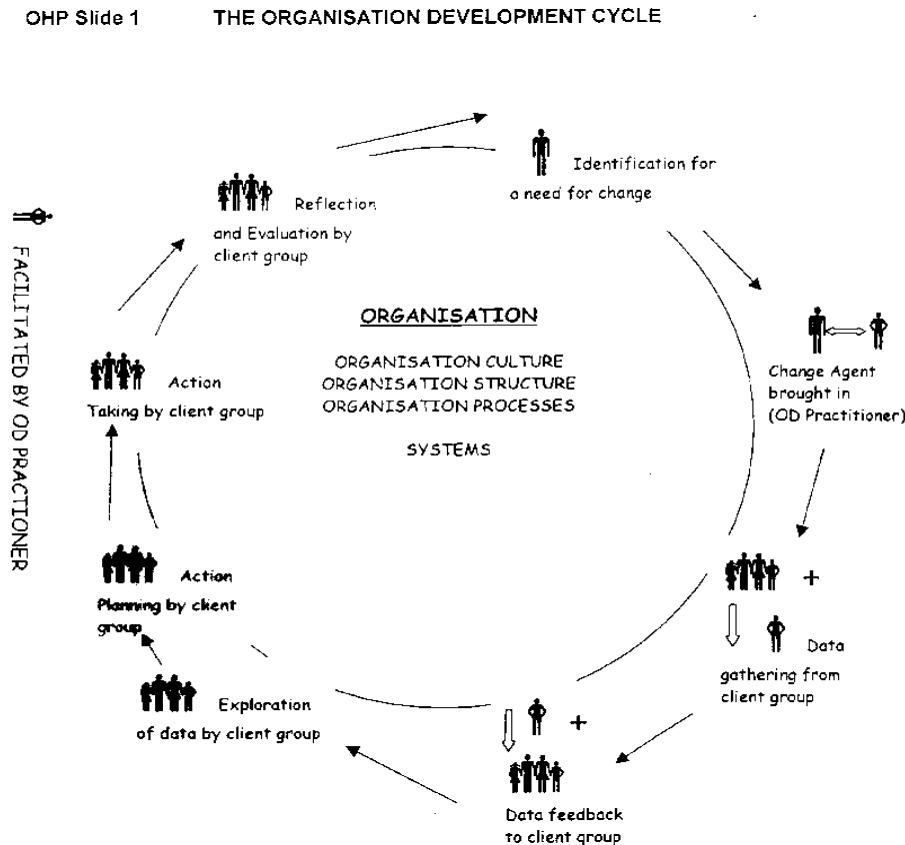 OHP Slide 1 THE ORGANISATION DEVELOPMENT CYCLE
Identification for
a need for change
Change Agent
brought in
(OD Practitioner)
+
Data
gathering from
client group
+
Data feedback
to client group
Exploration
of data by client group
Action
Planning by client
group
Action
Taking by client group
Reflection
and Evaluation by
client group
ORGANISATION
ORGANISATION CULTURE
ORGANISATION STRUCTURE
ORGANISATION PROCESSES
SYSTEMS
FACILITATED BY OD PRACTIONER